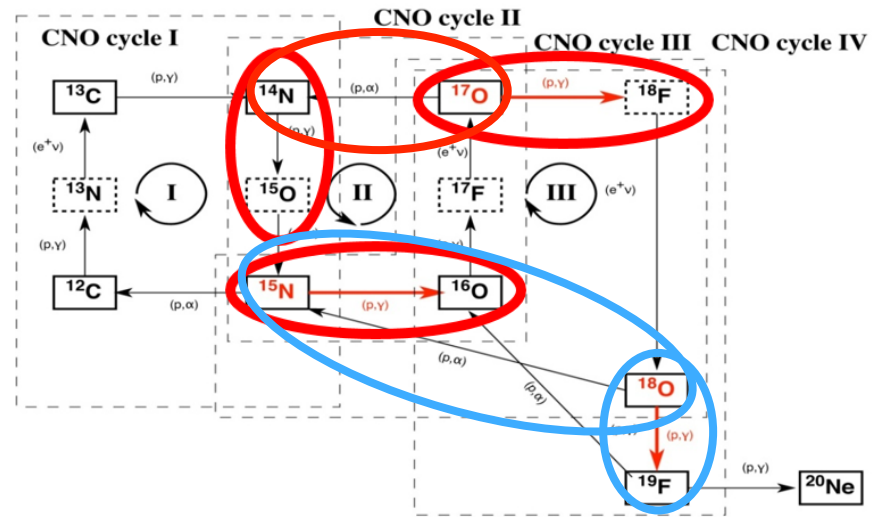 CNO cycle II
CNO cycle I
CNO cycle III
CNO cycle IV
(p,γ)
¹³C
¹⁴N
(p,α)
¹⁷O
(p,γ)
¹⁸F
(p,γ)
(e⁺ν)
(e⁺ν)
¹³N
I
¹⁵O
II
¹⁷F
III
(e⁺ν)
(p,γ)
¹²C
(p,α)
¹⁵N
(p,γ)
¹⁶O
(p,α)
(p,α)
¹⁸O
(p,γ)
¹⁹F
(p,γ)
²⁰Ne